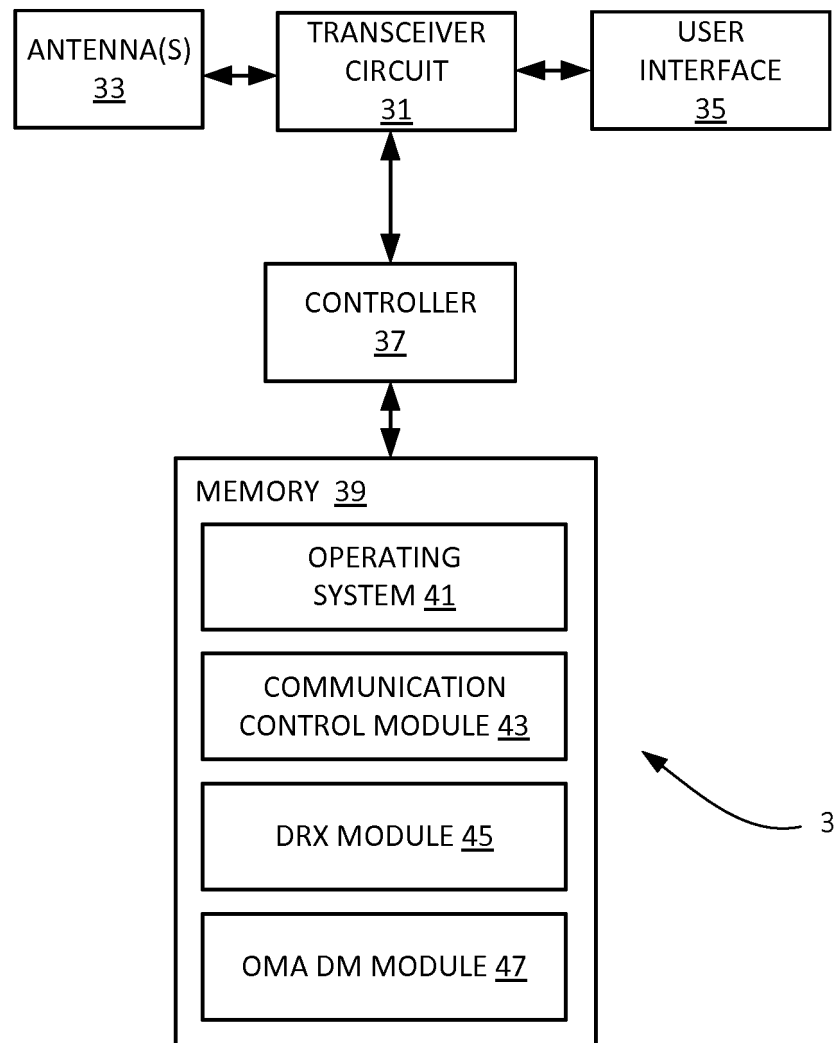 ANTENNA(S)
33
TRANSCEIVER
CIRCUIT
31
USER
INTERFACE
35
CONTROLLER
37
MEMORY 39
OPERATING
SYSTEM 41
COMMUNICATION
CONTROL MODULE 43
DRX MODULE 45
OMA DM MODULE 47
3